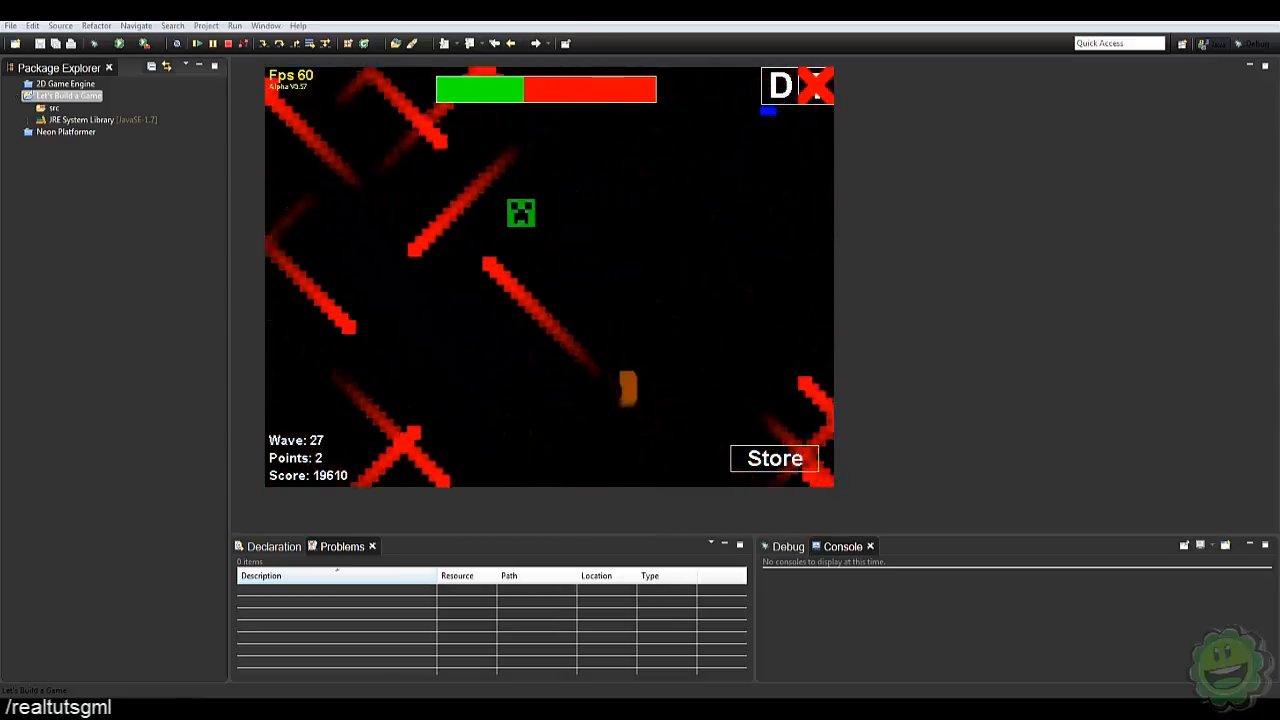 File Edit Source Refactor Navigate Search Project Run Window Help
Quick Access
Java
Debug
Package Explorer
2D Game Engine
Let's Build a Game
src
JRE System Library [JavaSE-1.7]
Neon Platformer
Fps 60
Alpha V0.57
D
Wave: 27
Points: 2
Score: 19610
Store
Declaration Problems
0 items
Description Resource Path Location Type
Debug Console
No consoles to display at this time.
Let's Build a Game
/realtutsgml